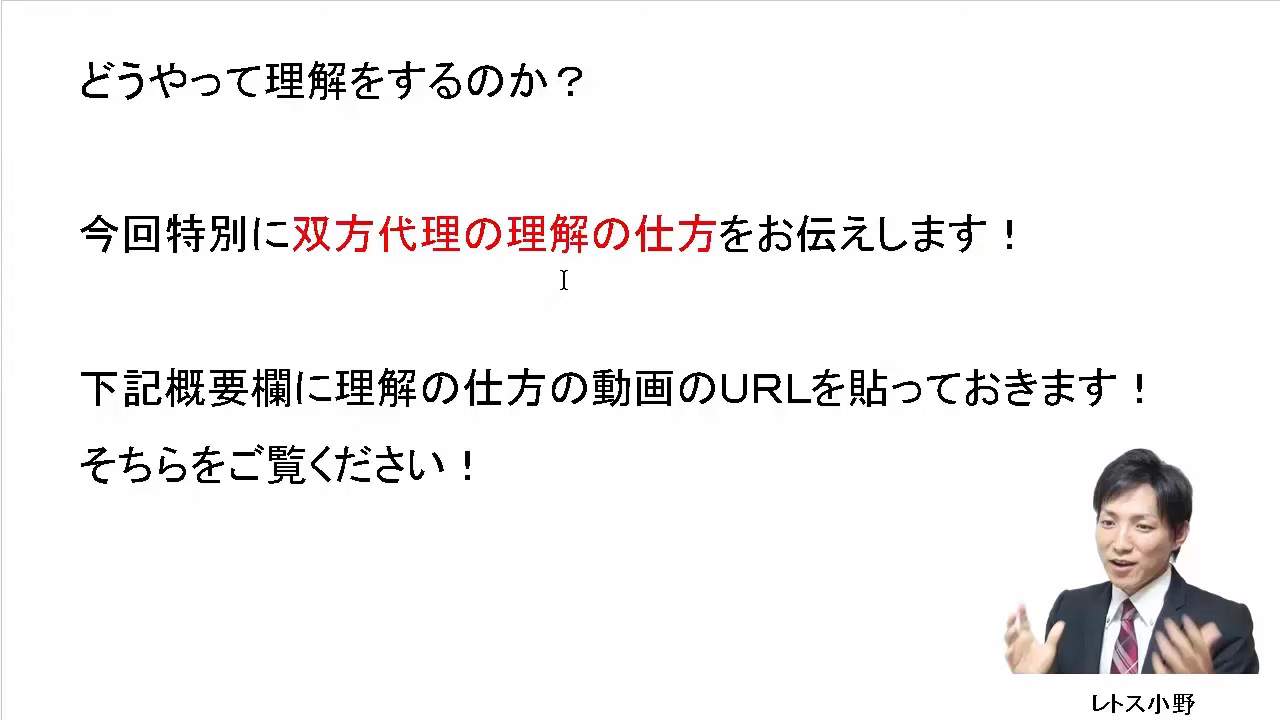 どうやって理解をするのか？
今回特別に双方代理の理解の仕方をお伝えします！
下記概要欄に理解の仕方の動画のＵＲＬを貼っておきます！
そちらをご覧ください！
レトス小野